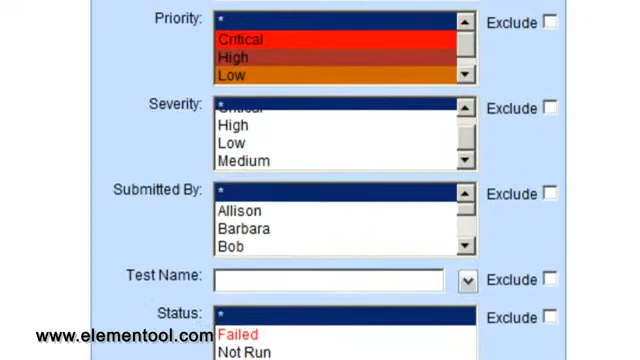 Priority:
*
Exclude
Critical
High
Low
Severity:
*
Critical
Exclude
High
Low
Medium
Submitted By:
*
Exclude
Allison
Barbara
Bob
Test Name:
Exclude
Status:
*
Exclude
www.elementool.com
Failed
Not Run